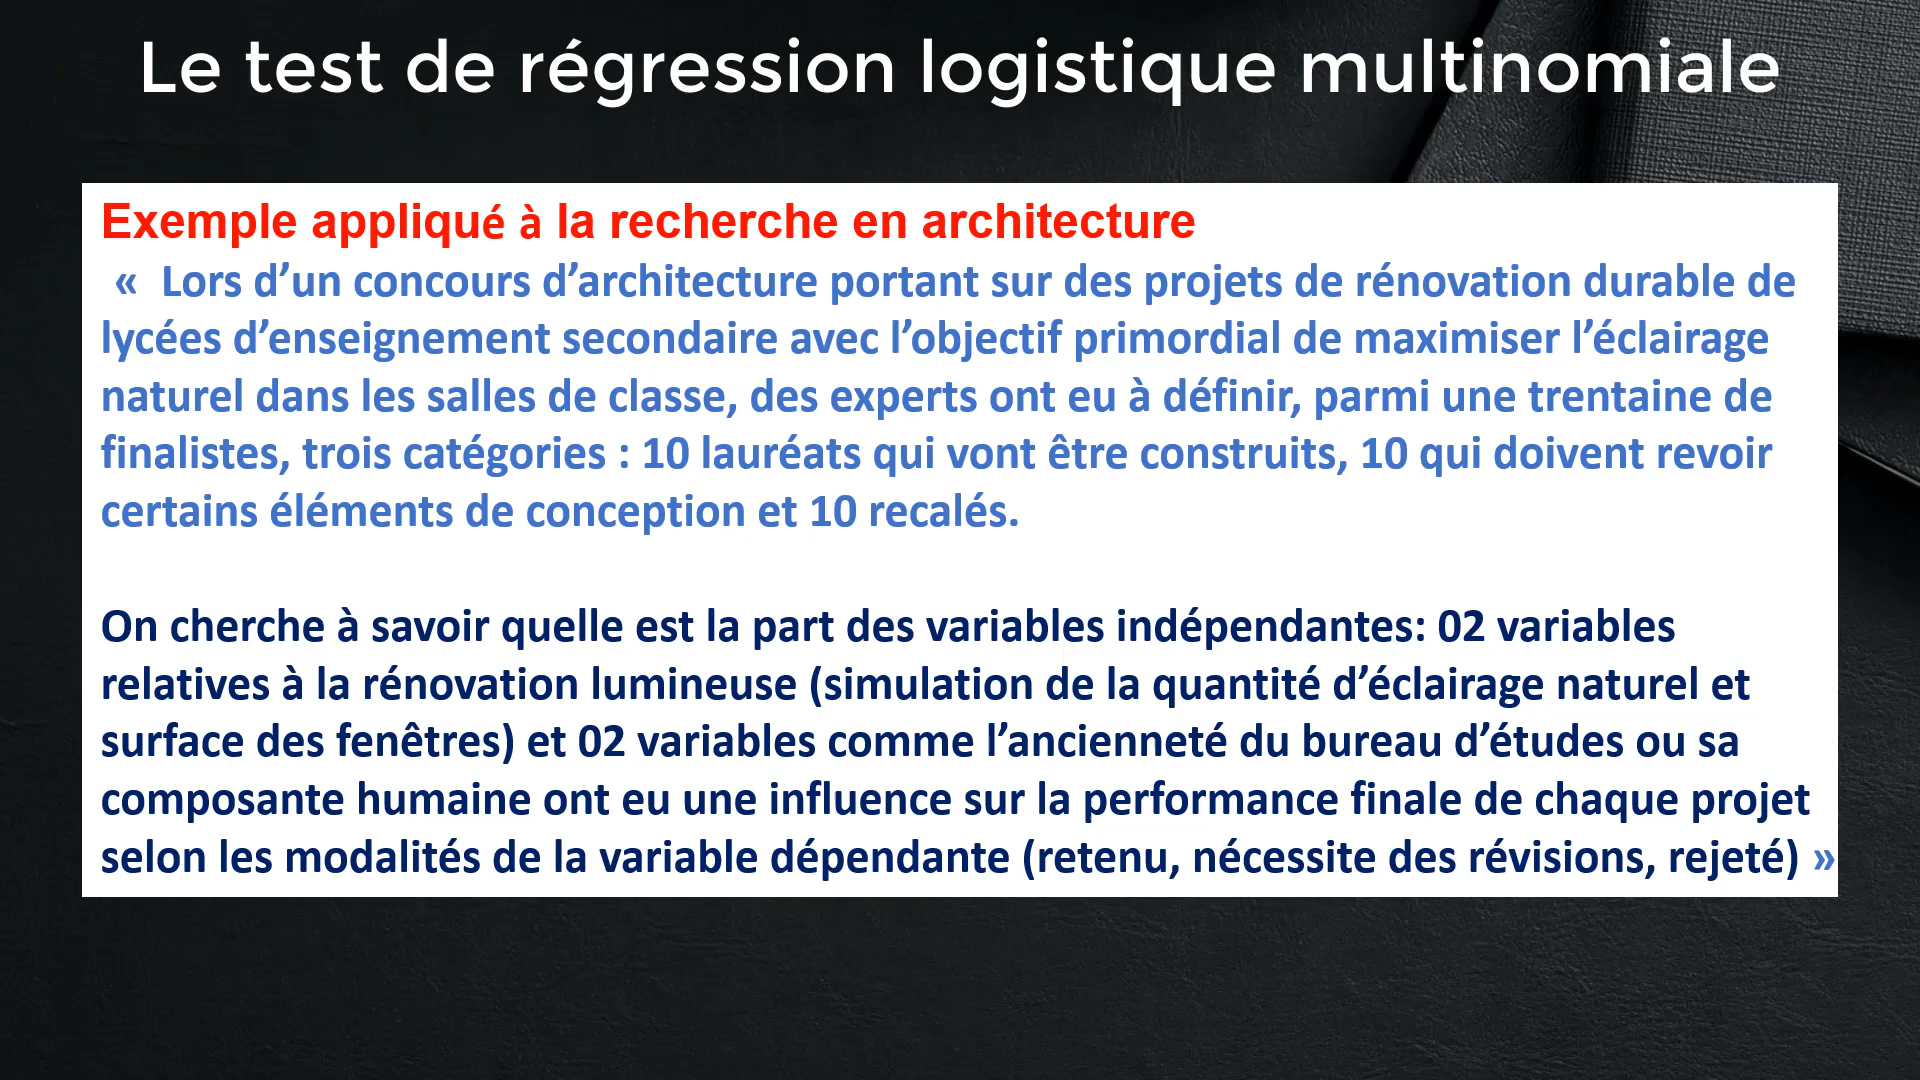 Le test de régression logistique multinomiale
Exemple appliqué à la recherche en architecture
« Lors d’un concours d’architecture portant sur des projets de rénovation durable de
lycées d’enseignement secondaire avec l’objectif primordial de maximiser l’éclairage
naturel dans les salles de classe, des experts ont eu à définir, parmi une trentaine de
finalistes, trois catégories : 10 lauréats qui vont être construits, 10 qui doivent revoir
certains éléments de conception et 10 recalés.
On cherche à savoir quelle est la part des variables indépendantes: 02 variables
relatives à la rénovation lumineuse (simulation de la quantité d’éclairage naturel et
surface des fenêtres) et 02 variables comme l’ancienneté du bureau d’études ou sa
composante humaine ont eu une influence sur la performance finale de chaque projet
selon les modalités de la variable dépendante (retenu, nécessite des révisions, rejeté) »